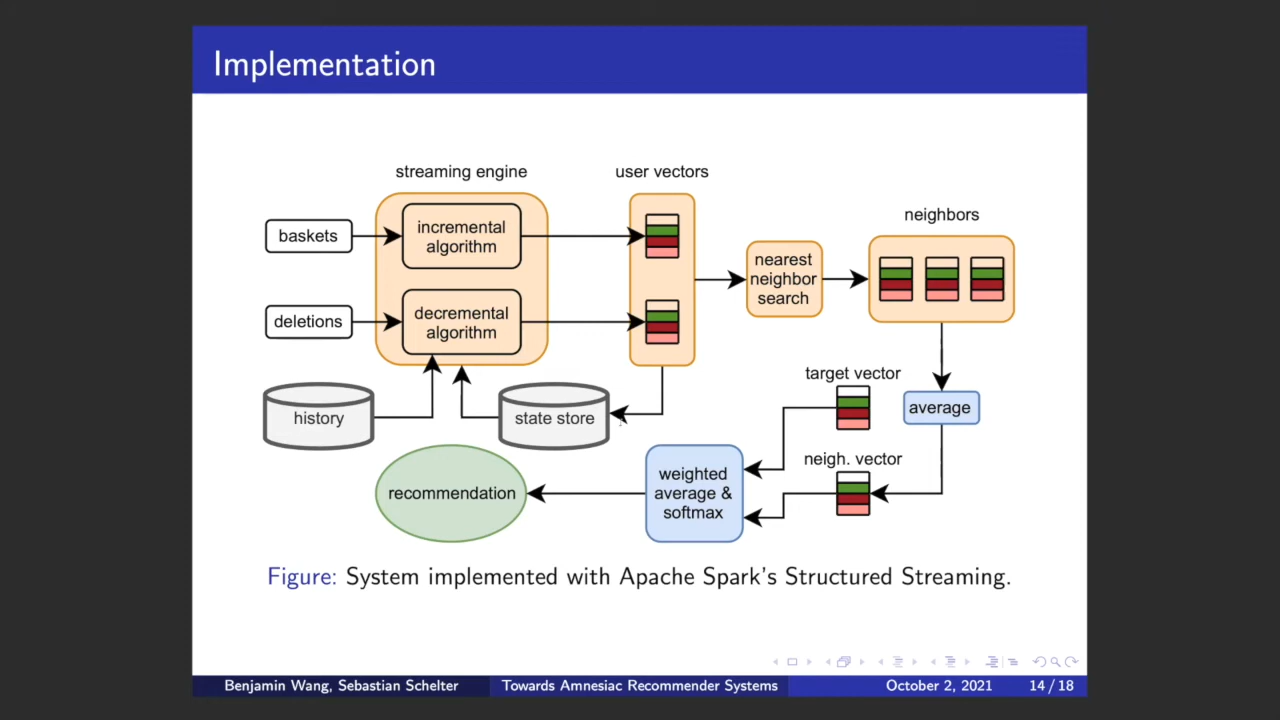 Implementation
streaming engine
user vectors
neighbors
baskets
incremental
algorithm
nearest
neighbor
search
deletions
decremental
algorithm
target vector
history
state store
average
neigh. vector
recommendation
weighted
average &
softmax
Figure: System implemented with Apache Spark's Structured Streaming.
Benjamin Wang, Sebastian Schelter
Towards Amnesiac Recommender Systems
October 2, 2021
14 / 18